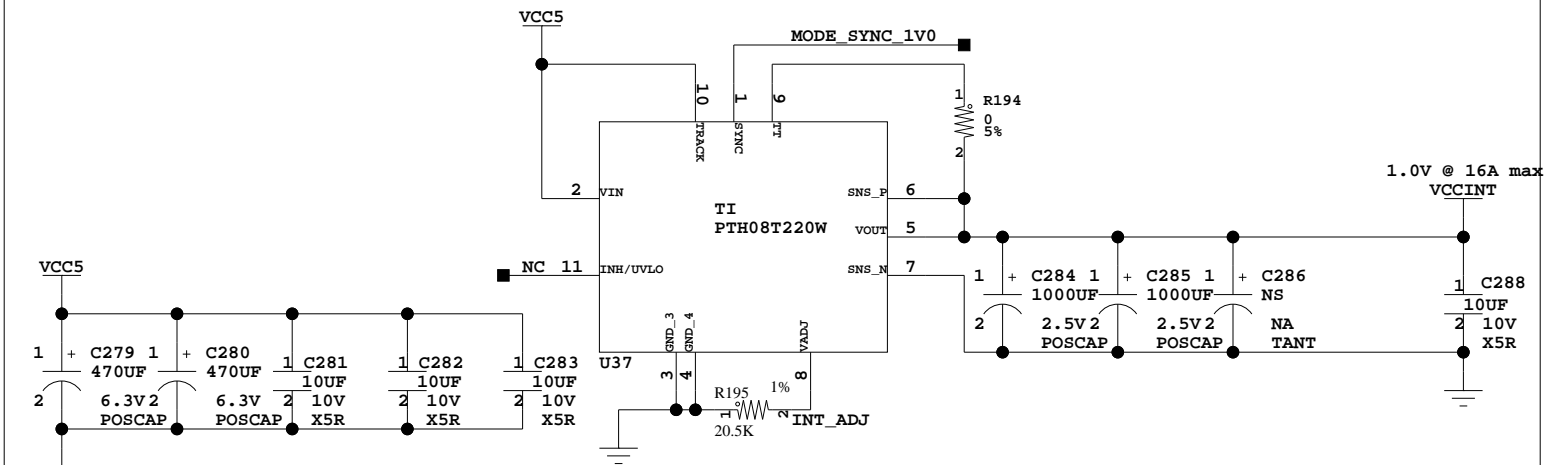 VCC5
MODE_SYNC_1V0
10
1
9
TRACK
SYNC
TT
1
R194
0
5%
2
2
VIN
TI
PTH08T220W
SNS_P
6
VOUT
5
SNS_N
7
NC
11
INH/UVLO
GND_3
GND_4
VADJ
U37
3
4
8
R195
1%
1
2
20.5K
INT_ADJ
1.0V @ 16A max
VCCINT
1
+
C284
1000UF
2
2.5V
POSCAP
1
+
C285
1000UF
2
2.5V
POSCAP
1
+
C286
NS
2
NA
TANT
1
C288
10UF
2
10V
X5R
VCC5
1
+
C279
470UF
2
6.3V
POSCAP
1
+
C280
470UF
2
6.3V
POSCAP
1
C281
10UF
2
10V
X5R
1
C282
10UF
2
10V
X5R
1
C283
10UF
2
10V
X5R